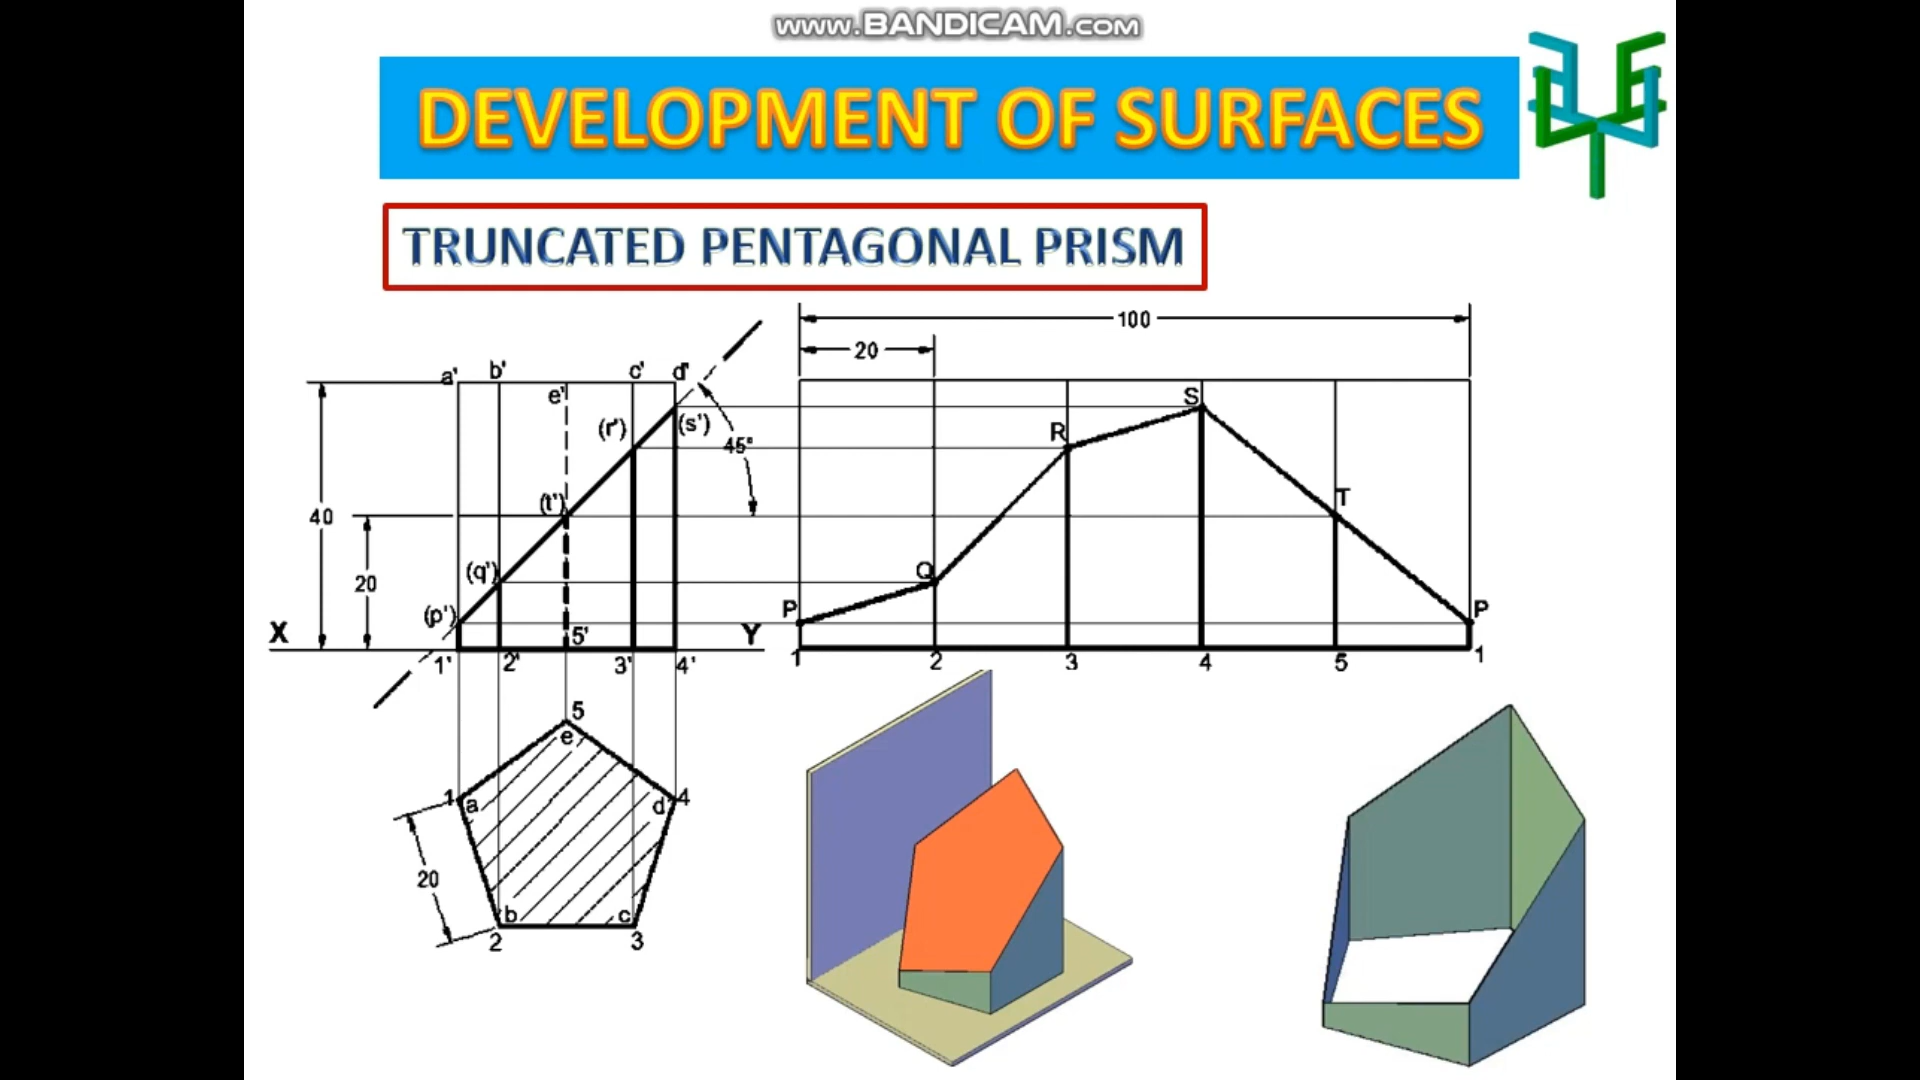 www.BANDICAM.com
DEVELOPMENT OF SURFACES
TRUNCATED PENTAGONAL PRISM
100
20
a' b' e' c' d'
(r') (s')
45°
S
R
40
(t')
T
20
(q')
Q
(p')
P P
X 5' Y
1' 2' 3' 4'
1 2 3 4 5 1
5
e
1 a d 4
20
b c
2 3